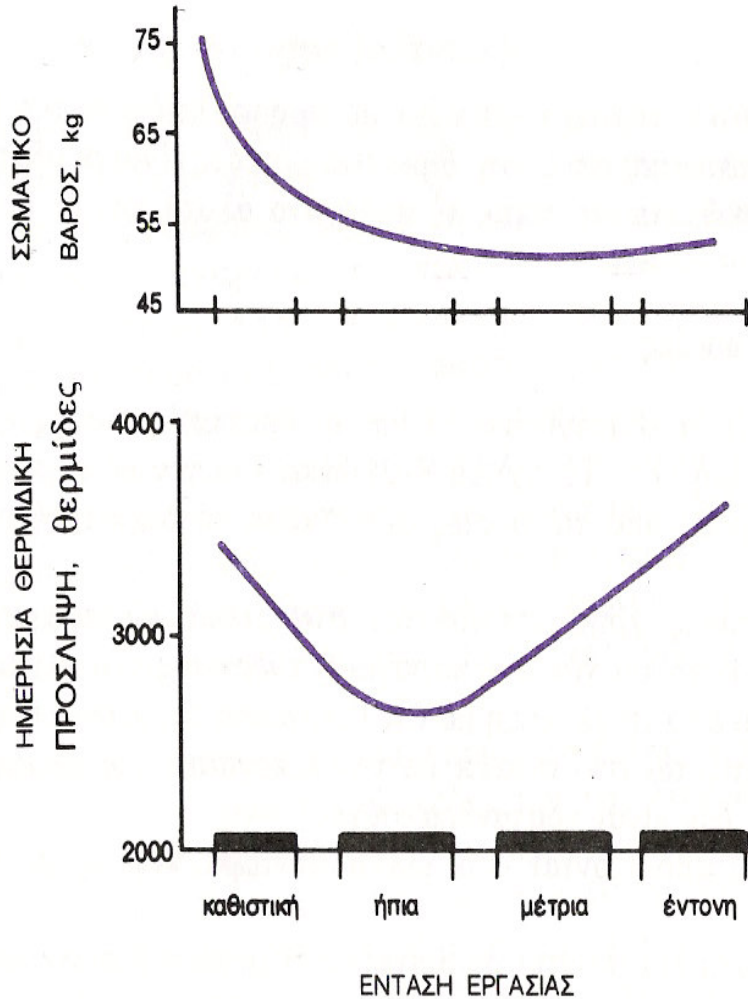 ΣΩΜΑΤΙΚΟ
ΒΑΡΟΣ, kg
75
65
55
45
ΗΜΕΡΗΣΙΑ ΘΕΡΜΙΔΙΚΗ
ΠΡΟΣΛΗΨΗ, θερμίδες
4000
3000
2000
καθιστική ήπια μέτρια έντονη
ΕΝΤΑΣΗ ΕΡΓΑΣΙΑΣ